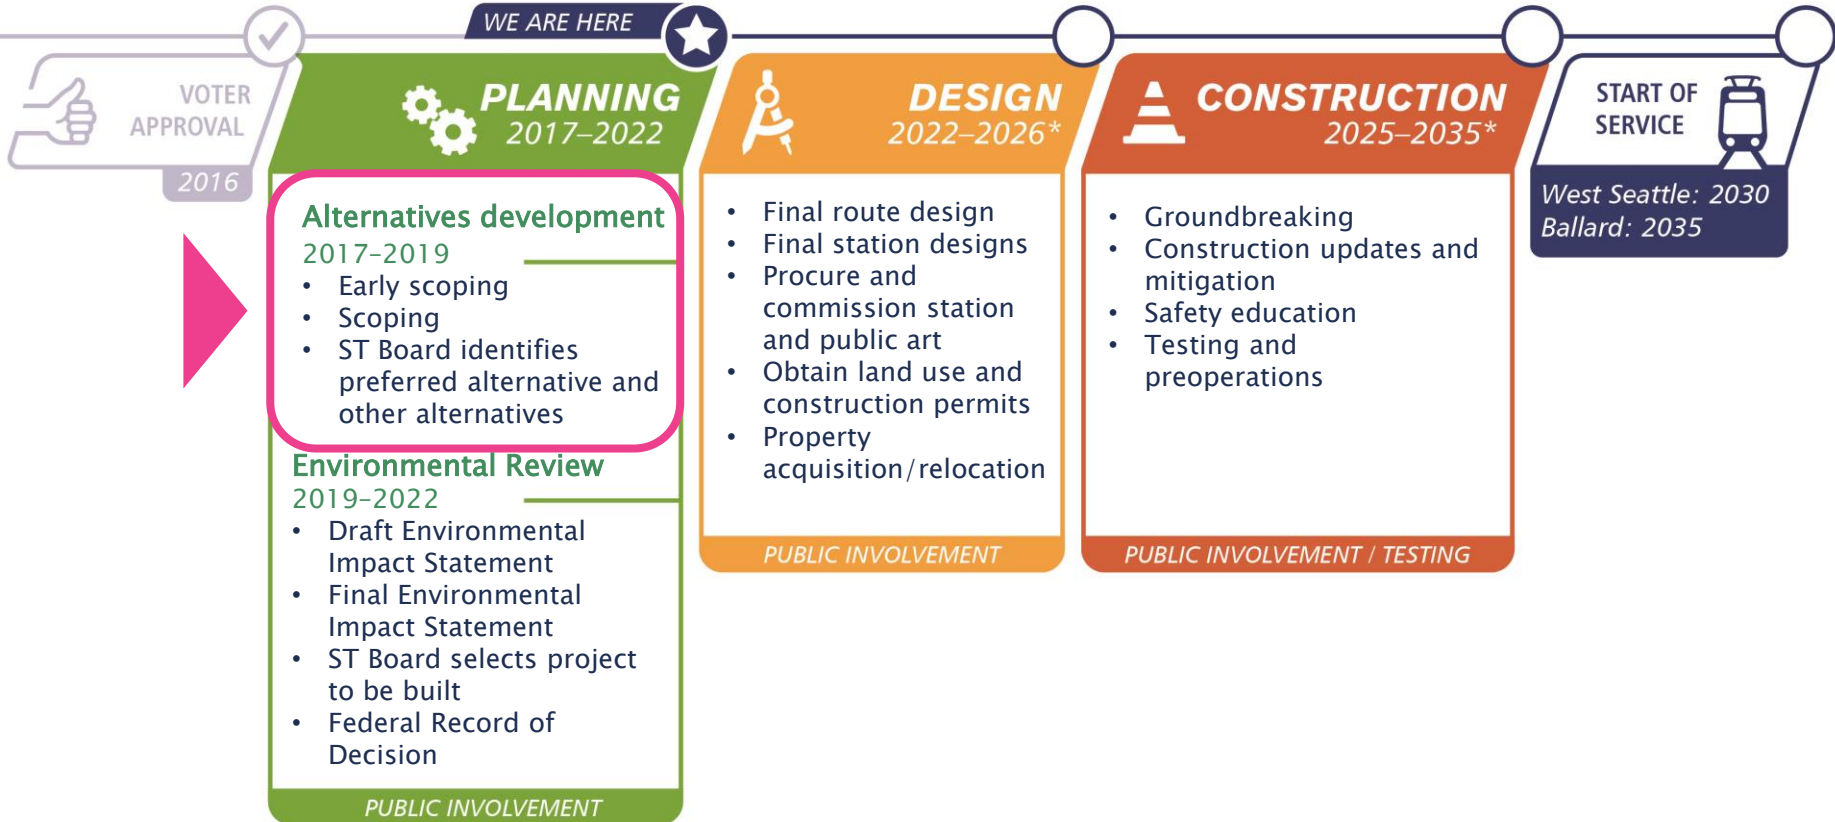 WE ARE HERE
VOTER
APPROVAL
2016
PLANNING
2017–2022
Alternatives development
2017–2019
• Early scoping
• Scoping
• ST Board identifies
preferred alternative and
other alternatives
Environmental Review
2019–2022
• Draft Environmental
Impact Statement
• Final Environmental
Impact Statement
• ST Board selects project
to be built
• Federal Record of
Decision
PUBLIC INVOLVEMENT
DESIGN
2022–2026*
• Final route design
• Final station designs
• Procure and
commission station
and public art
• Obtain land use and
construction permits
• Property
acquisition/relocation
PUBLIC INVOLVEMENT
CONSTRUCTION
2025–2035*
• Groundbreaking
• Construction updates and
mitigation
• Safety education
• Testing and
preoperations
PUBLIC INVOLVEMENT / TESTING
START OF
SERVICE
West Seattle: 2030
Ballard: 2035